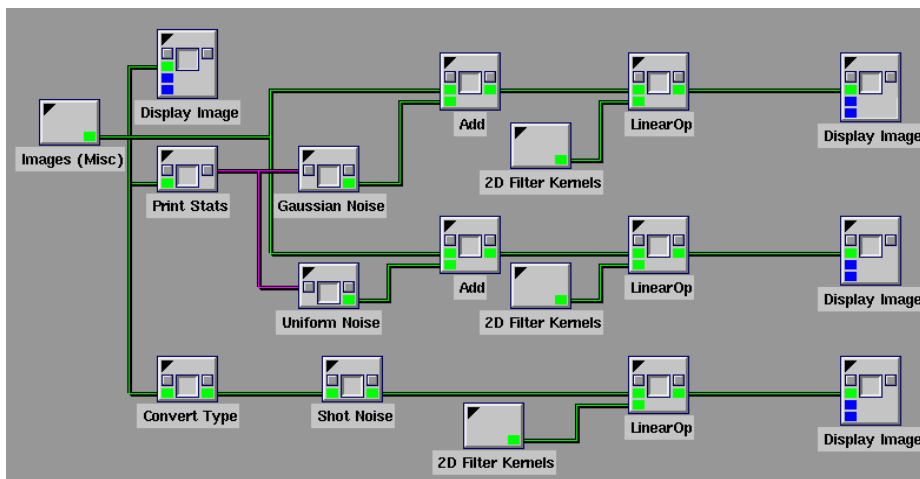 Display Image
Add
LinearOp
Display Image
Images (Misc)
2D Filter Kernels
Print Stats
Gaussian Noise
Add
LinearOp
Display Image
Uniform Noise
2D Filter Kernels
Convert Type
Shot Noise
LinearOp
Display Image
2D Filter Kernels